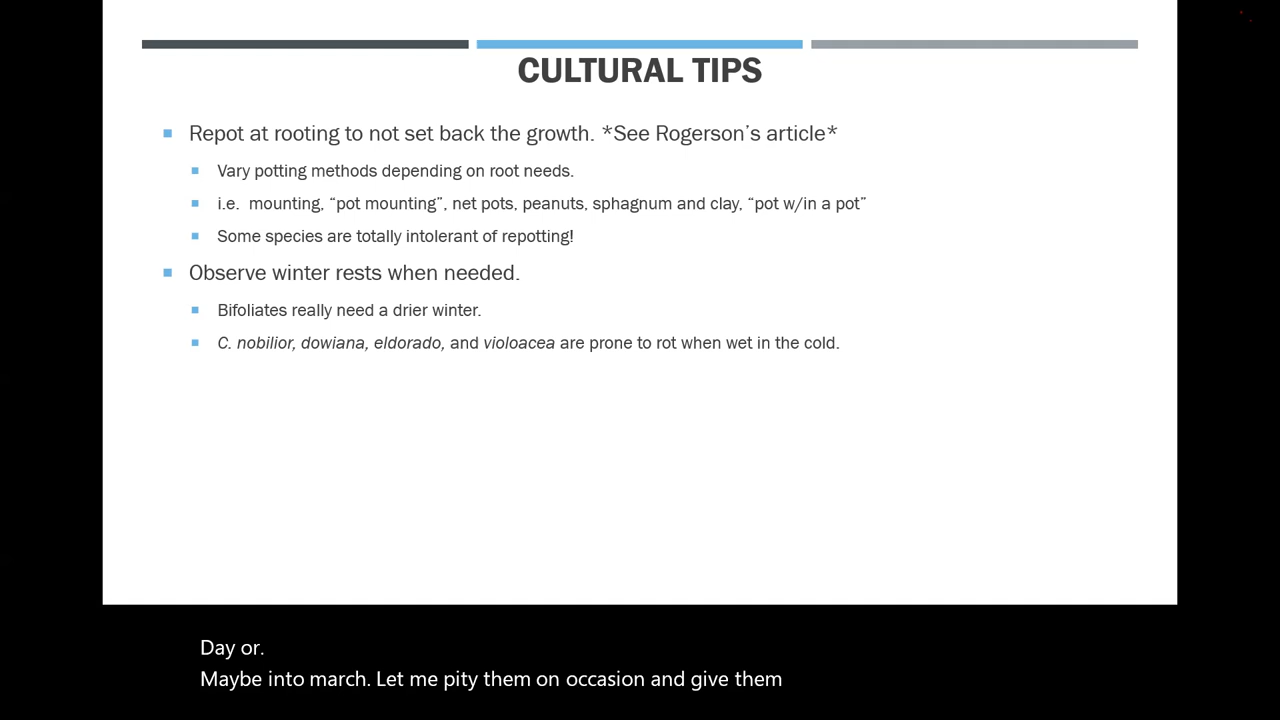 CULTURAL TIPS
Repot at rooting to not set back the growth. *See Rogerson’s article*
Vary potting methods depending on root needs.
i.e.  mounting, “pot mounting”, net pots, peanuts, sphagnum and clay, “pot w/in a pot”
Some species are totally intolerant of repotting!
Observe winter rests when needed.
Bifoliates really need a drier winter.
C. nobilior, dowiana, eldorado, and violoacea are prone to rot when wet in the cold.
Day or.
Maybe into march. Let me pity them on occasion and give them